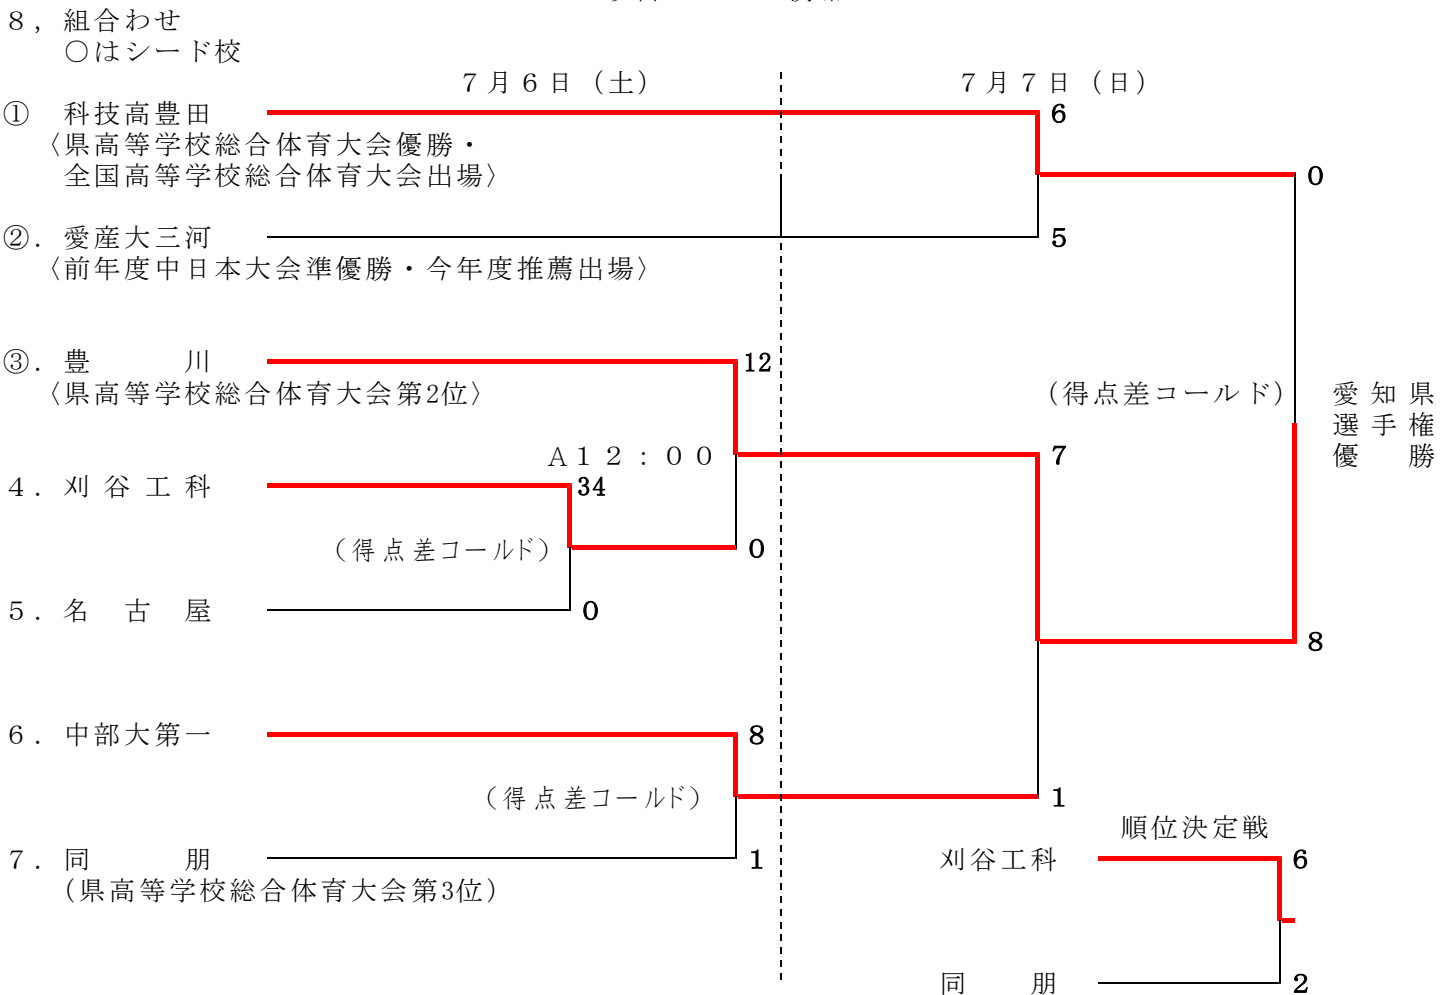 ８，組合わせ
○はシード校
７月６日（土）
７月７日（日）
①　科技高豊田
6
〈県高等学校総合体育大会優勝・
全国高等学校総合体育大会出場〉
0
②．愛産大三河
5
〈前年度中日本大会準優勝・今年度推薦出場〉
③．豊　　　川
12
〈県高等学校総合体育大会第2位〉
（得点差コールド）
愛知県
選手権
優　勝
A１２：００
7
４．刈谷工科
34
（得点差コールド）
0
５．名　古　屋
0
8
６．中部大第一
8
（得点差コールド）
1
順位決定戦
７．同　　　朋
1
刈谷工科
6
（県高等学校総合体育大会第3位）
同　　朋
2